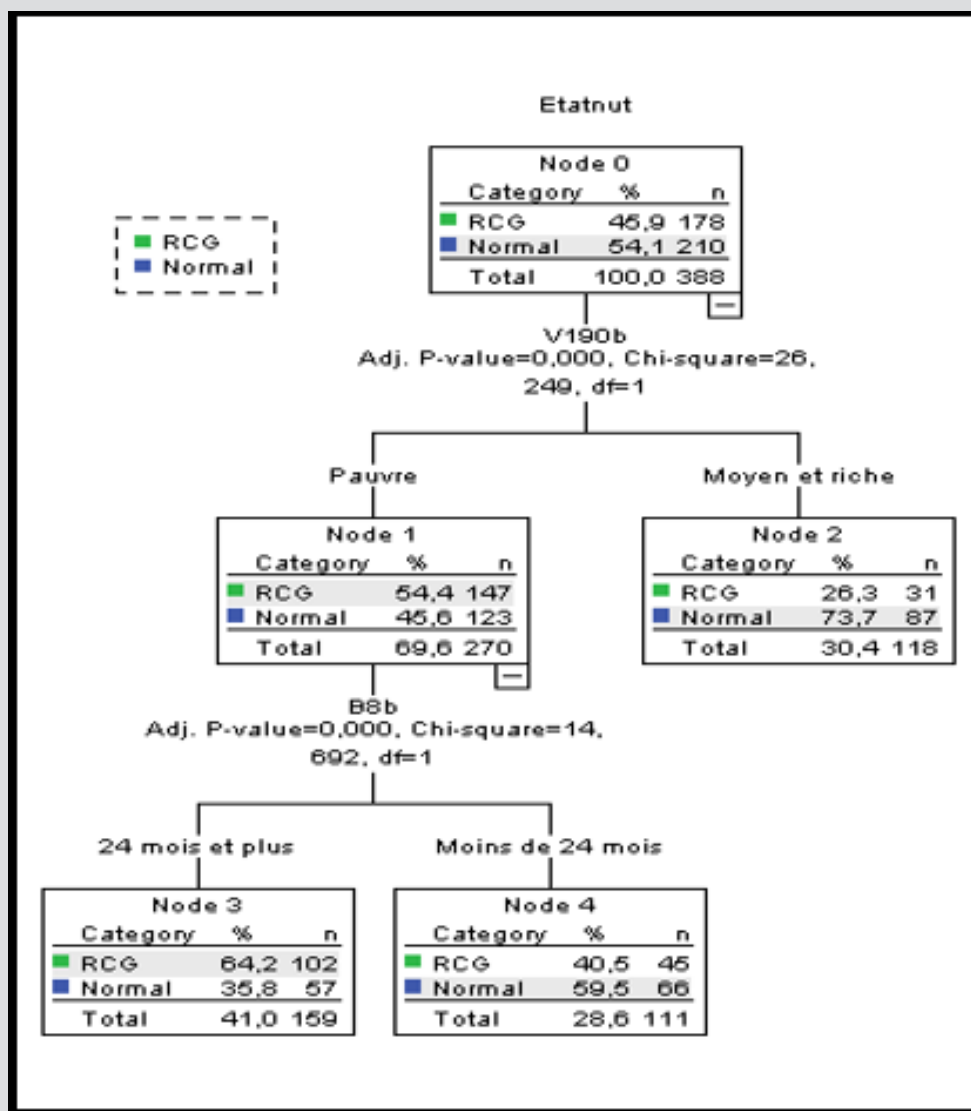 Etatnut
RCG
Normal
Node 0
Category % n
RCG 45,9 178
Normal 54,1 210
Total 100,0 388
V190b
Adj. P-value=0,000, Chi-square=26,
249, df=1
Pauvre
Moyen et riche
Node 1
Category % n
RCG 54,4 147
Normal 45,6 123
Total 69,6 270
Node 2
Category % n
RCG 26,3 31
Normal 73,7 87
Total 30,4 118
B8b
Adj. P-value=0,000, Chi-square=14,
692, df=1
24 mois et plus
Moins de 24 mois
Node 3
Category % n
RCG 64,2 102
Normal 35,8 57
Total 41,0 159
Node 4
Category % n
RCG 40,5 45
Normal 59,5 66
Total 28,6 111